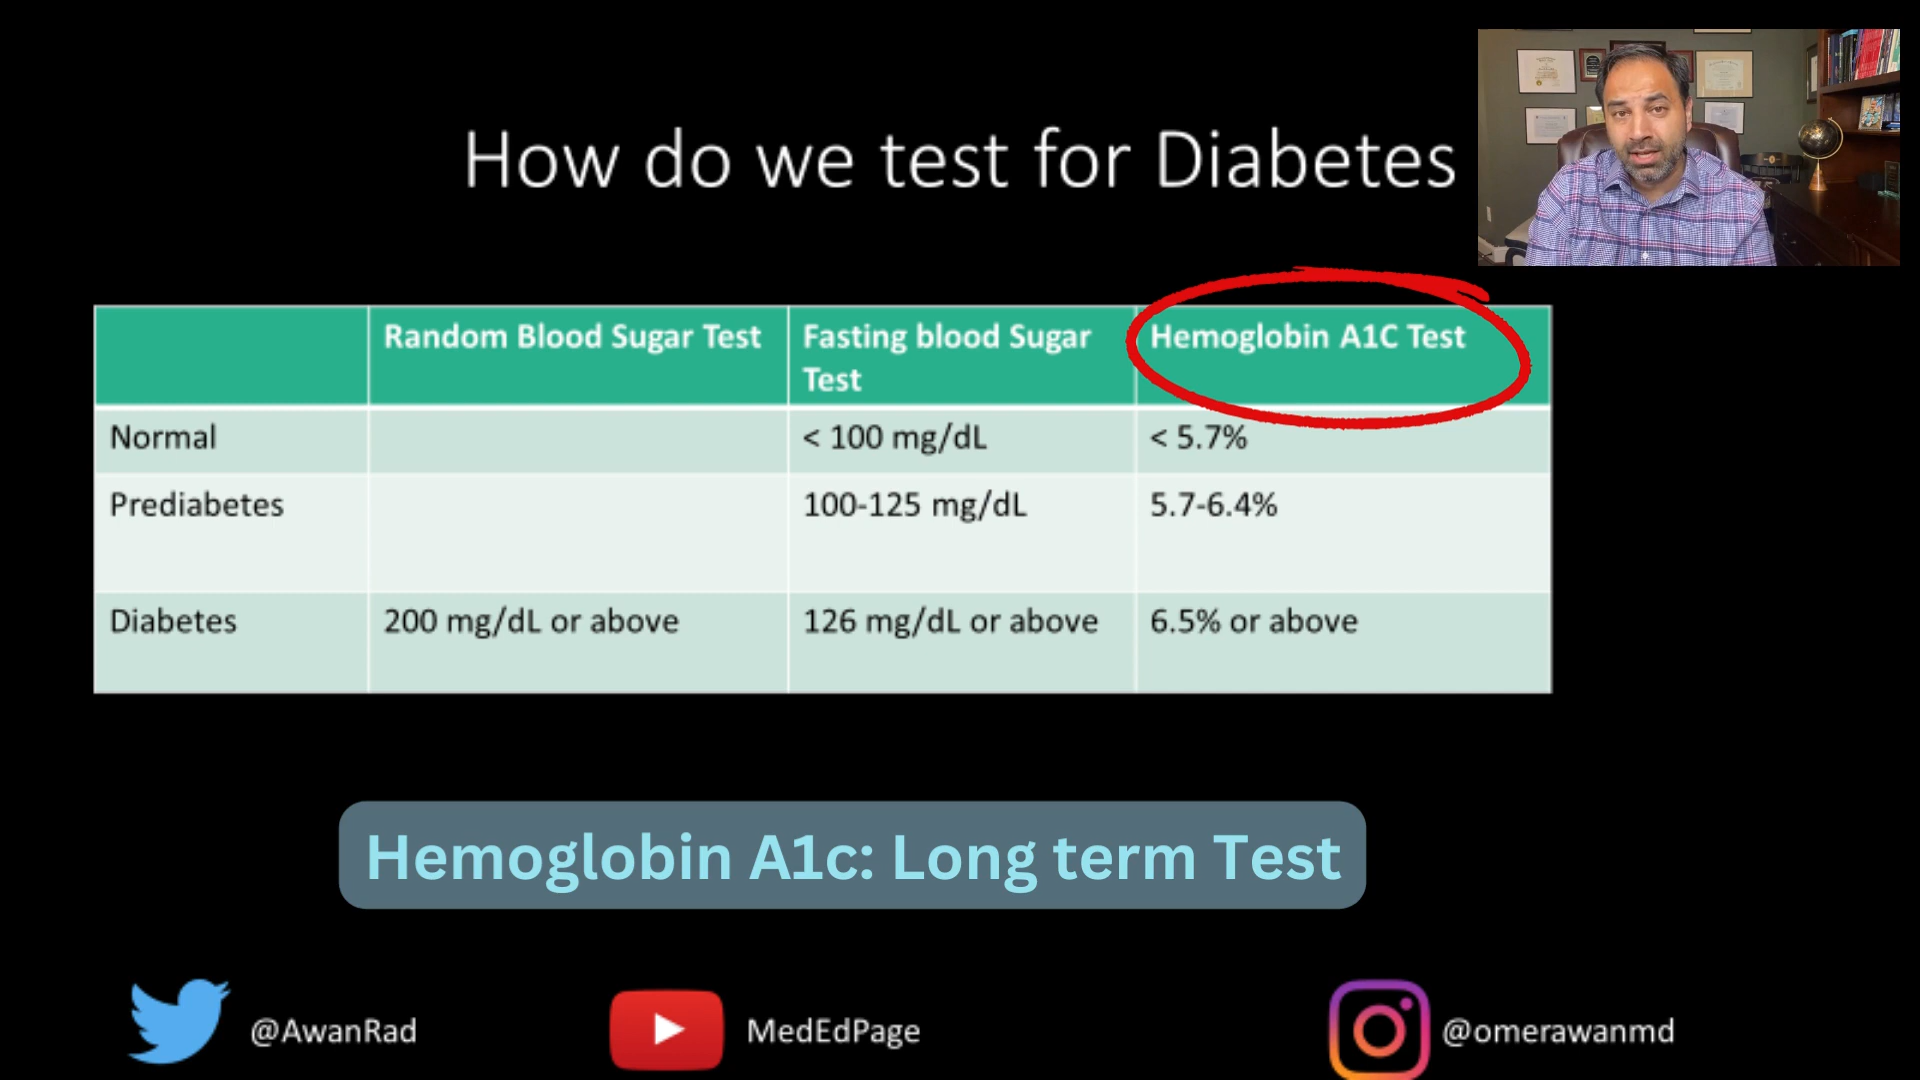 How do we test for Diabetes
Random Blood Sugar Test
Fasting blood Sugar
Test
Hemoglobin A1C Test
Normal
< 100 mg/dL
< 5.7%
Prediabetes
100-125 mg/dL
5.7-6.4%
Diabetes
200 mg/dL or above
126 mg/dL or above
6.5% or above
Hemoglobin A1c: Long term Test
@AwanRad
MedEdPage
@omerawanmd